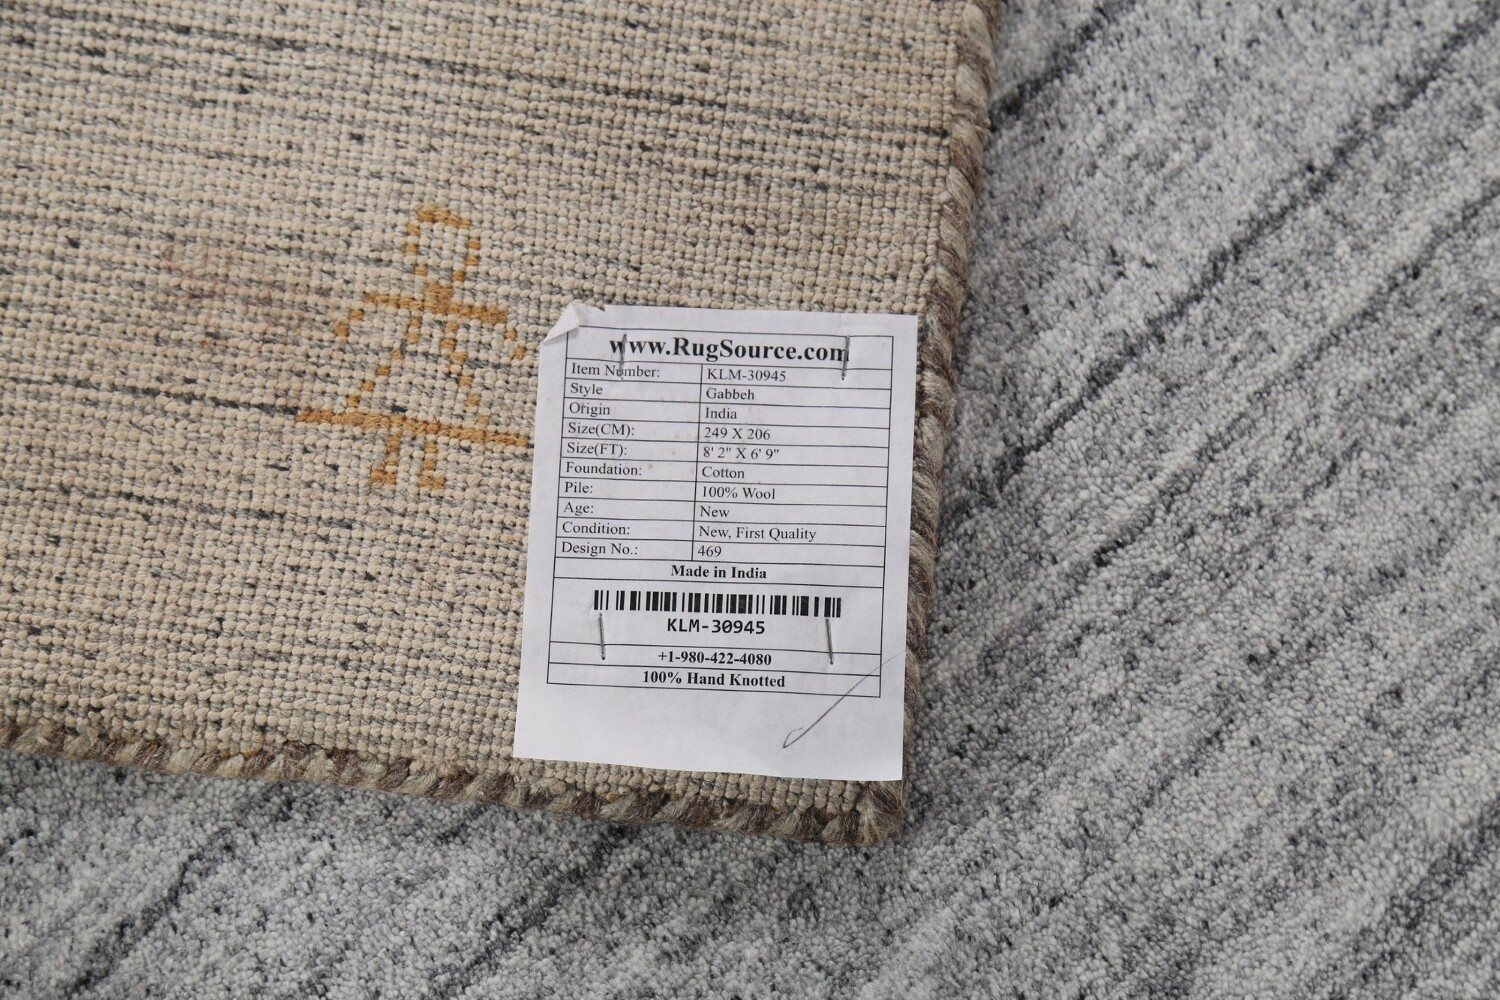 www.RugSource.com
Item Number: KLM-30945
Style Gabbeh
Origin India
Size(CM): 249 X 206
Size(FT): 8' 2" X 6' 9"
Foundation: Cotton
Pile: 100% Wool
Age: New
Condition: New, First Quality
Design No.: 469
Made in India
KLM-30945
+1-980-422-4080
100% Hand Knotted